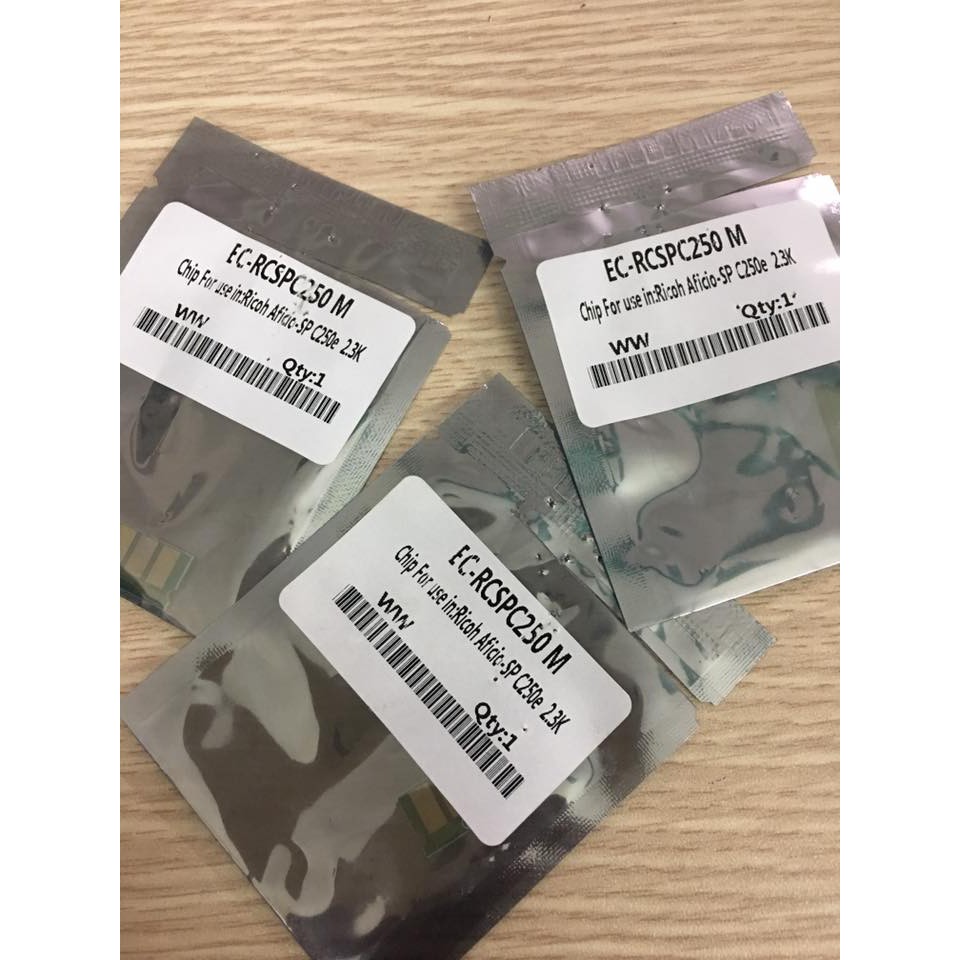 EC-RCSPC250 M
Chip For use in:Ricoh Aficio-SP C250e 2.3K
WW
Qty:1
EC-RCSPC250 M
Chip For use in:Ricoh Aficio-SP C250e 2.3K
WW
Qty:1
EC-RCSPC250 M
Chip For use in:Ricoh Aficio-SP C250e 2.3K
WW
Qty:1